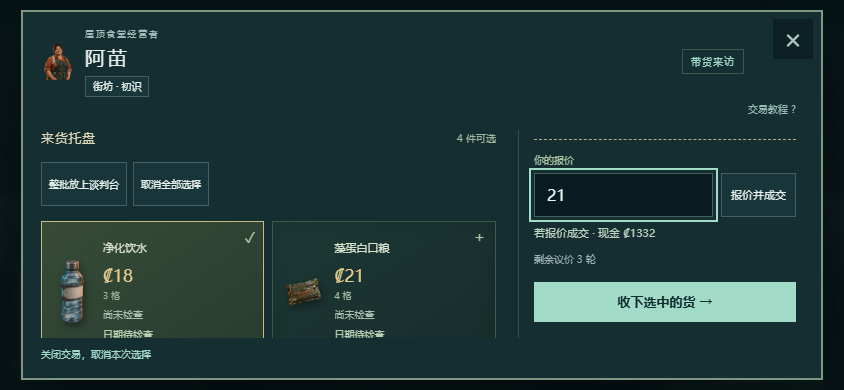 屋顶食堂经营者
阿苗
街坊 · 初识
带货来访
交易教程 ?
来货托盘
4 件可选
整批放上谈判台
取消全部选择
净化饮水
₡18
3 格
尚未检查
日期待检查
藻蛋白口粮
₡21
4 格
尚未检查
日期待检查
你的报价
21
报价并成交
若报价成交 · 现金 ₡1332
剩余议价 3 轮
收下选中的货 →
关闭交易，取消本次选择